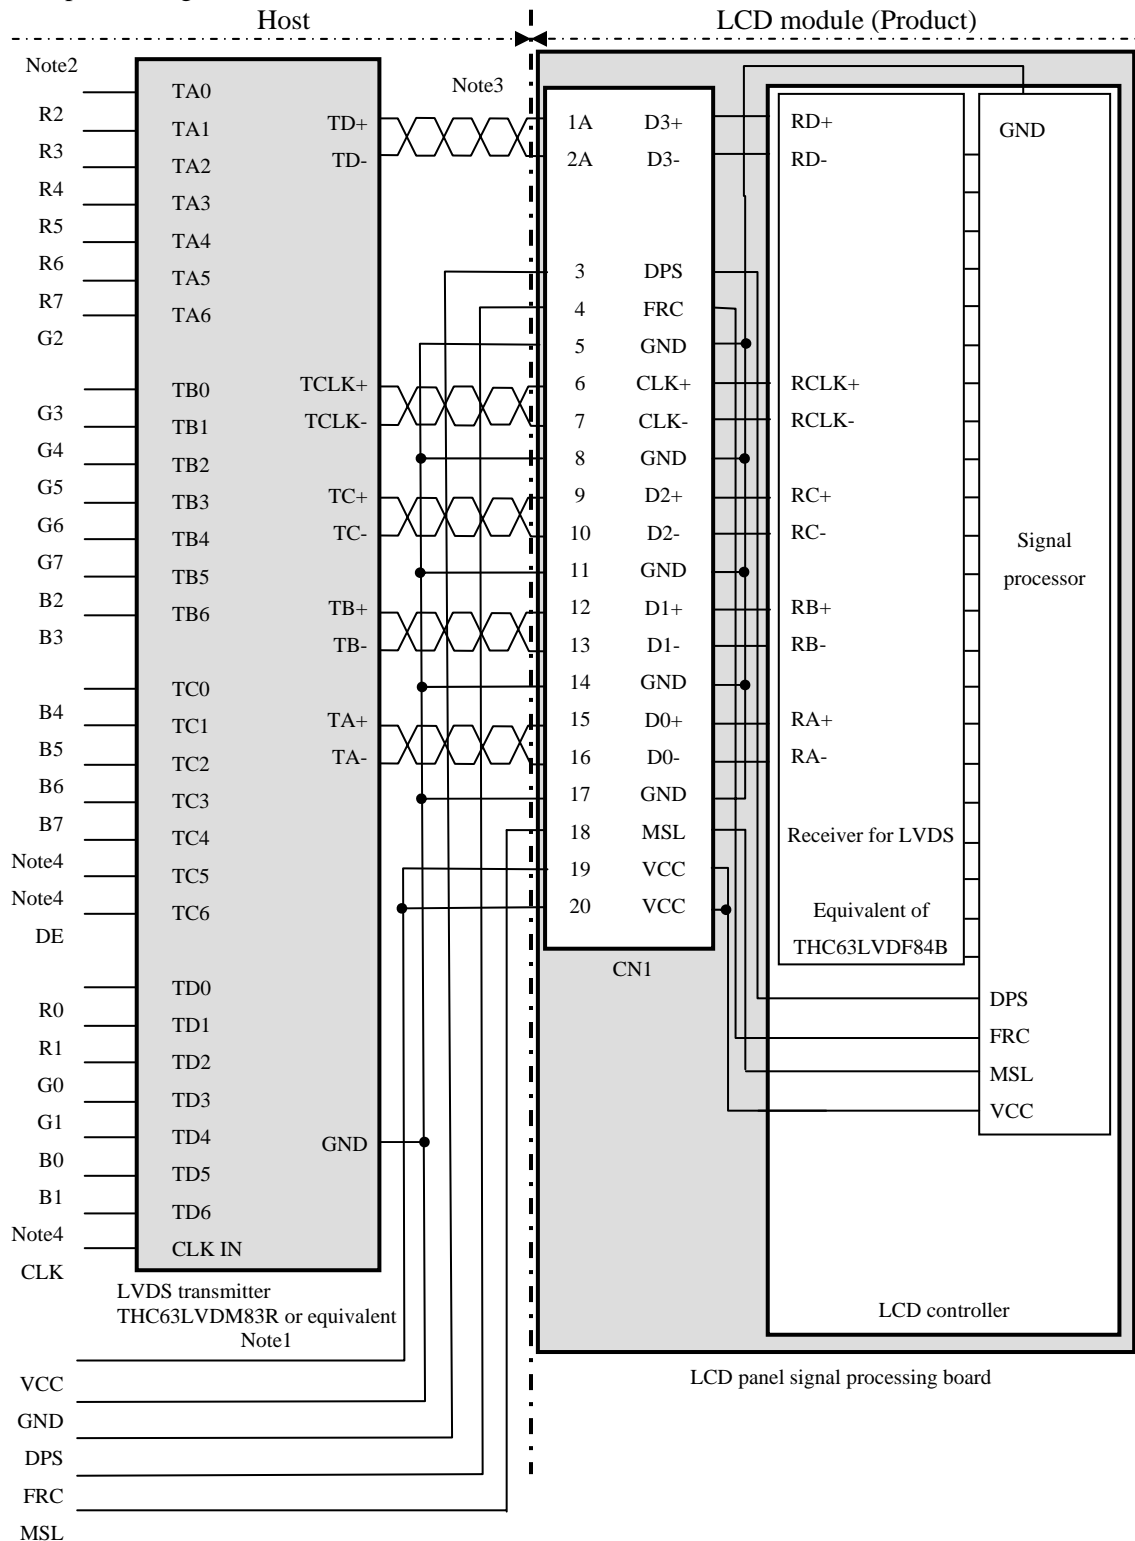 Host
LCD module (Product)
Note2
R2
R3
R4
R5
R6
R7
G2
G3
G4
G5
G6
G7
B2
B3
B4
B5
B6
B7
Note4
Note4
DE
R0
R1
G0
G1
B0
B1
Note4
CLK
TA0
TA1
TA2
TA3
TA4
TA5
TA6
TB0
TB1
TB2
TB3
TB4
TB5
TB6
TC0
TC1
TC2
TC3
TC4
TC5
TC6
TD0
TD1
TD2
TD3
TD4
TD5
TD6
CLK IN
TD+
TD-
TCLK+
TCLK-
TC+
TC-
TB+
TB-
TA+
TA-
GND
LVDS transmitter
THC63LVDM83R or equivalent
Note1
VCC
GND
DPS
FRC
MSL
Note3
1A D3+
2A D3-
3 DPS
4 FRC
5 GND
6 CLK+
7 CLK-
8 GND
9 D2+
10 D2-
11 GND
12 D1+
13 D1-
14 GND
15 D0+
16 D0-
17 GND
18 MSL
19 VCC
20 VCC
CN1
RD+
RD-
RCLK+
RCLK-
RC+
RC-
RB+
RB-
RA+
RA-
Receiver for LVDS
Equivalent of
THC63LVDF84B
GND
Signal
processor
DPS
FRC
MSL
VCC
LCD controller
LCD panel signal processing board